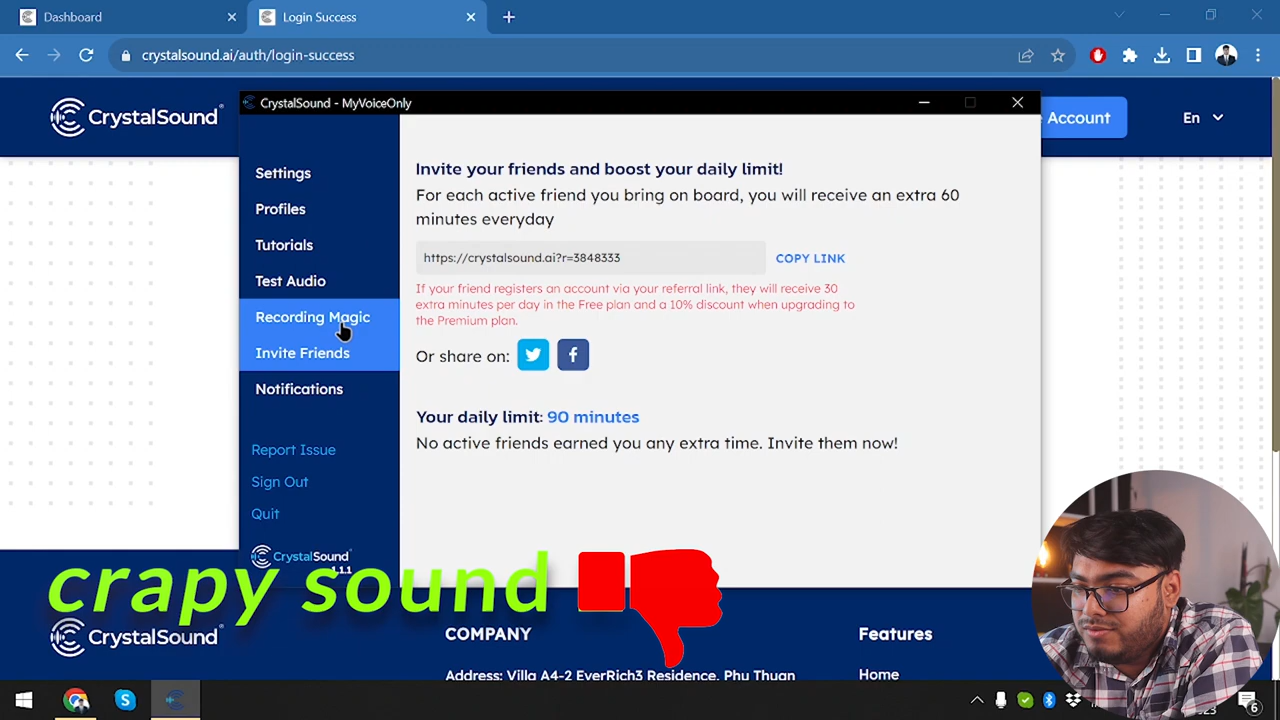 Dashboard
Login Success
crystalsound.ai/auth/login-success
CrystalSound
Account
En
CrystalSound - MyVoiceOnly
Settings
Profiles
Tutorials
Test Audio
Recording Magic
Invite Friends
Notifications
Report Issue
Sign Out
Quit
CrystalSound
1.1.1
Invite your friends and boost your daily limit!
For each active friend you bring on board, you will receive an extra 60
minutes everyday
https://crystalsound.ai?r=3848333
COPY LINK
If your friend registers an account via your referral link, they will receive 30
extra minutes per day in the Free plan and a 10% discount when upgrading to
the Premium plan.
Or share on:
Your daily limit: 90 minutes
No active friends earned you any extra time. Invite them now!
crapy sound
CrystalSound
COMPANY
Address: Villa A4-2 EverRich3 Residence, Phu Thuan
Features
Home
6